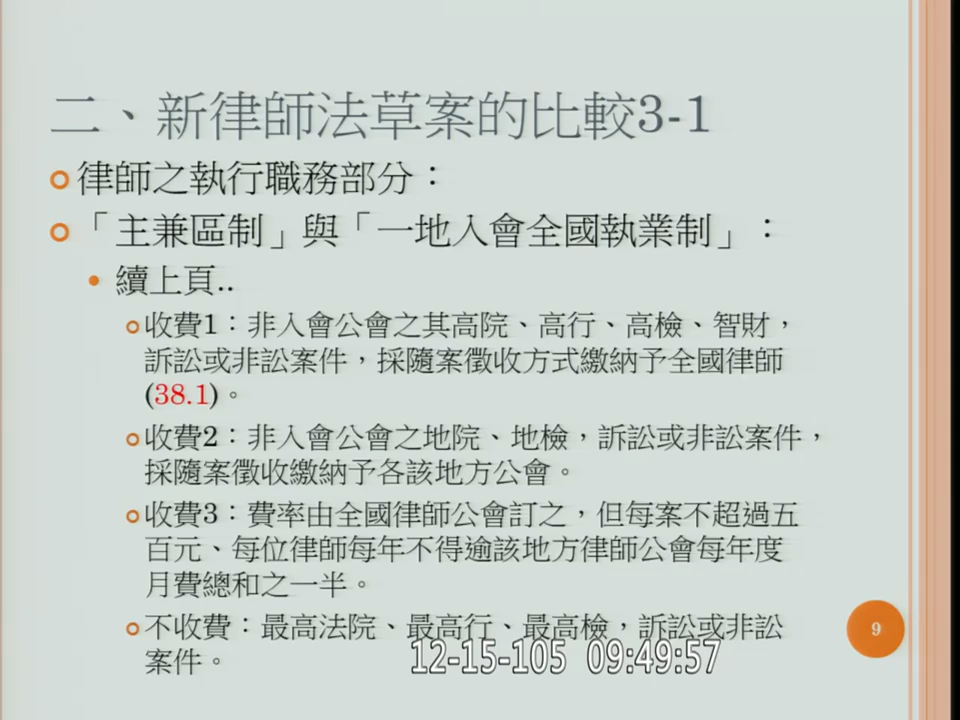 二、新律師法草案的比較3-1
律師之執行職務部分：
「主兼區制」與「一地入會全國執業制」：
續上頁..
收費1：非入會公會之其高院、高行、高檢、智財，
訴訟或非訟案件，採隨案徵收方式繳納予全國律師
(38.1)。
收費2：非入會公會之地院、地檢，訴訟或非訟案件，
採隨案徵收繳納予各該地方公會。
收費3：費率由全國律師公會訂之，但每案不超過五
百元、每位律師每年不得逾該地方律師公會每年度
月費總和之一半。
不收費：最高法院、最高行、最高檢，訴訟或非訟
案件。
9
12-15-105 09:49:57